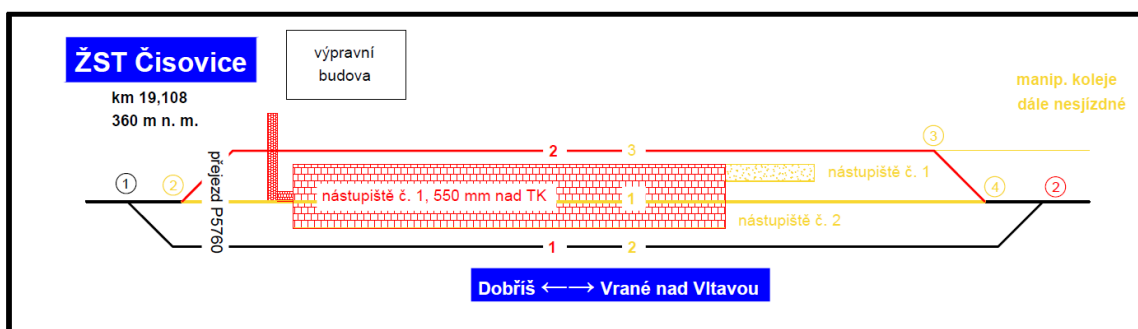 ŽST Čisovice
km 19,108
360 m n. m.
výpravní
budova
manip. koleje
dále nesjízdné
přejezd P5760
2
3
3
1
2
nástupiště č. 1
nástupiště č. 1, 550 mm nad TK
1
4
2
nástupiště č. 2
1
2
Dobříš ←→ Vrané nad Vltavou